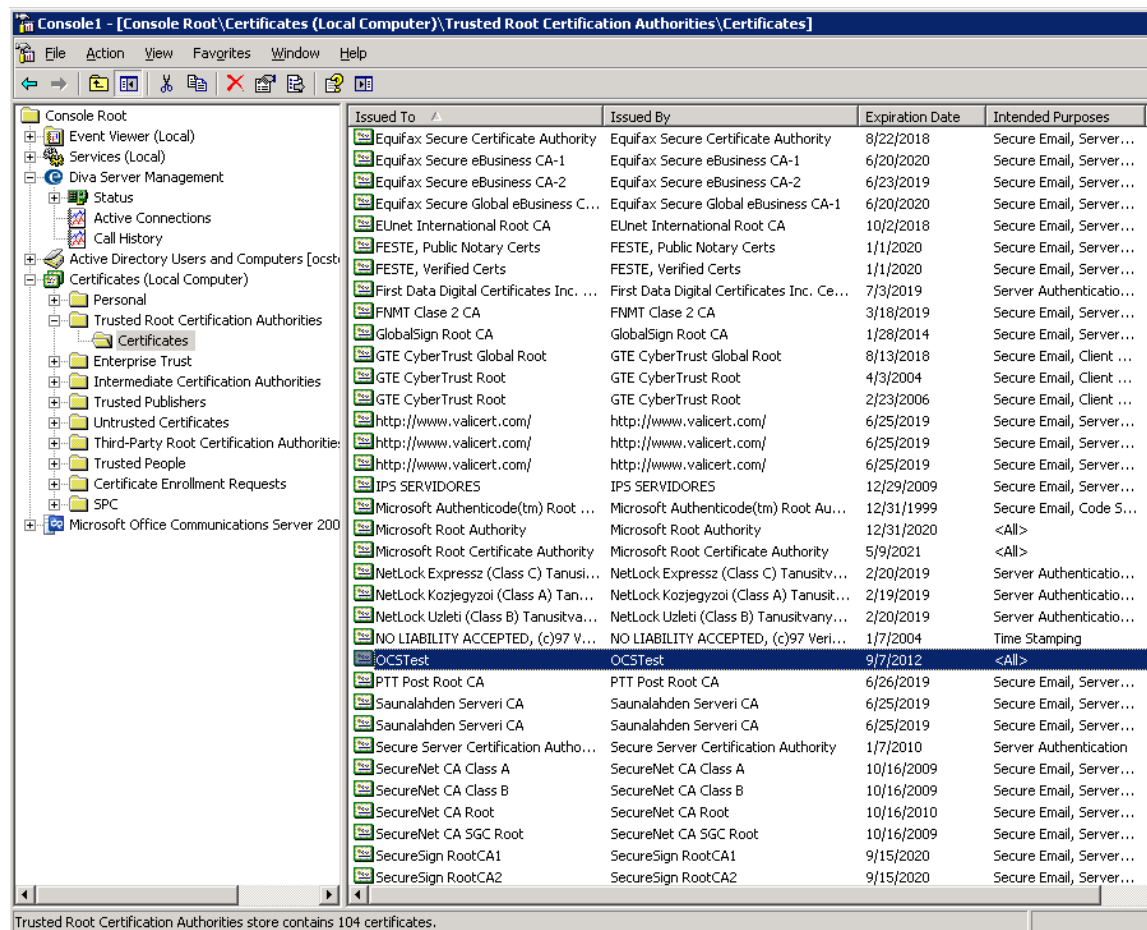 Console1 - [Console Root\Certificates (Local Computer)\Trusted Root Certification Authorities\Certificates]
File Action View Favorites Window Help
Console Root
Event Viewer (Local)
Services (Local)
Diva Server Management
Status
Active Connections
Call History
Active Directory Users and Computers [ocst
Certificates (Local Computer)
Personal
Trusted Root Certification Authorities
Certificates
Enterprise Trust
Intermediate Certification Authorities
Trusted Publishers
Untrusted Certificates
Third-Party Root Certification Authoritie
Trusted People
Certificate Enrollment Requests
SPC
Microsoft Office Communications Server 200
Issued To Issued By Expiration Date Intended Purposes
Equifax Secure Certificate Authority Equifax Secure Certificate Authority 8/22/2018 Secure Email, Server...
Equifax Secure eBusiness CA-1 Equifax Secure eBusiness CA-1 6/20/2020 Secure Email, Server...
Equifax Secure eBusiness CA-2 Equifax Secure eBusiness CA-2 6/23/2019 Secure Email, Server...
Equifax Secure Global eBusiness C... Equifax Secure Global eBusiness CA-1 6/20/2020 Secure Email, Server...
EUnet International Root CA EUnet International Root CA 10/2/2018 Secure Email, Server...
FESTE, Public Notary Certs FESTE, Public Notary Certs 1/1/2020 Secure Email, Server...
FESTE, Verified Certs FESTE, Verified Certs 1/1/2020 Secure Email, Server...
First Data Digital Certificates Inc. ... First Data Digital Certificates Inc. Ce... 7/3/2019 Server Authenticatio...
FNMT Clase 2 CA FNMT Clase 2 CA 3/18/2019 Secure Email, Server...
GlobalSign Root CA GlobalSign Root CA 1/28/2014 Secure Email, Server...
GTE CyberTrust Global Root GTE CyberTrust Global Root 8/13/2018 Secure Email, Client ...
GTE CyberTrust Root GTE CyberTrust Root 4/3/2004 Secure Email, Client ...
GTE CyberTrust Root GTE CyberTrust Root 2/23/2006 Secure Email, Client ...
http://www.valicert.com/ http://www.valicert.com/ 6/25/2019 Secure Email, Server...
http://www.valicert.com/ http://www.valicert.com/ 6/25/2019 Secure Email, Server...
http://www.valicert.com/ http://www.valicert.com/ 6/25/2019 Secure Email, Server...
IPS SERVIDORES IPS SERVIDORES 12/29/2009 Secure Email, Server...
Microsoft Authenticode(tm) Root ... Microsoft Authenticode(tm) Root Au... 12/31/1999 Secure Email, Code S...
Microsoft Root Authority Microsoft Root Authority 12/31/2020 <All>
Microsoft Root Certificate Authority Microsoft Root Certificate Authority 5/9/2021 <All>
NetLock Expressz (Class C) Tanusi... NetLock Expressz (Class C) Tanusitv... 2/20/2019 Server Authenticatio...
NetLock Kozjegyzoi (Class A) Tan... NetLock Kozjegyzoi (Class A) Tanusit... 2/19/2019 Server Authenticatio...
NetLock Uzleti (Class B) Tanusitva... NetLock Uzleti (Class B) Tanusitvany... 2/20/2019 Server Authenticatio...
NO LIABILITY ACCEPTED, (c)97 V... NO LIABILITY ACCEPTED, (c)97 Veri... 1/7/2004 Time Stamping
OCSTest OCSTest 9/7/2012 <All>
PTT Post Root CA PTT Post Root CA 6/26/2019 Secure Email, Server...
Saunalahden Serveri CA Saunalahden Serveri CA 6/25/2019 Secure Email, Server...
Saunalahden Serveri CA Saunalahden Serveri CA 6/25/2019 Secure Email, Server...
Secure Server Certification Autho... Secure Server Certification Authority 1/7/2010 Server Authentication
SecureNet CA Class A SecureNet CA Class A 10/16/2009 Secure Email, Server...
SecureNet CA Class B SecureNet CA Class B 10/16/2009 Secure Email, Server...
SecureNet CA Root SecureNet CA Root 10/16/2010 Secure Email, Server...
SecureNet CA SGC Root SecureNet CA SGC Root 10/16/2009 Secure Email, Server...
SecureSign RootCA1 SecureSign RootCA1 9/15/2020 Secure Email, Server...
SecureSign RootCA2 SecureSign RootCA2 9/15/2020 Secure Email, Server...
Trusted Root Certification Authorities store contains 104 certificates.